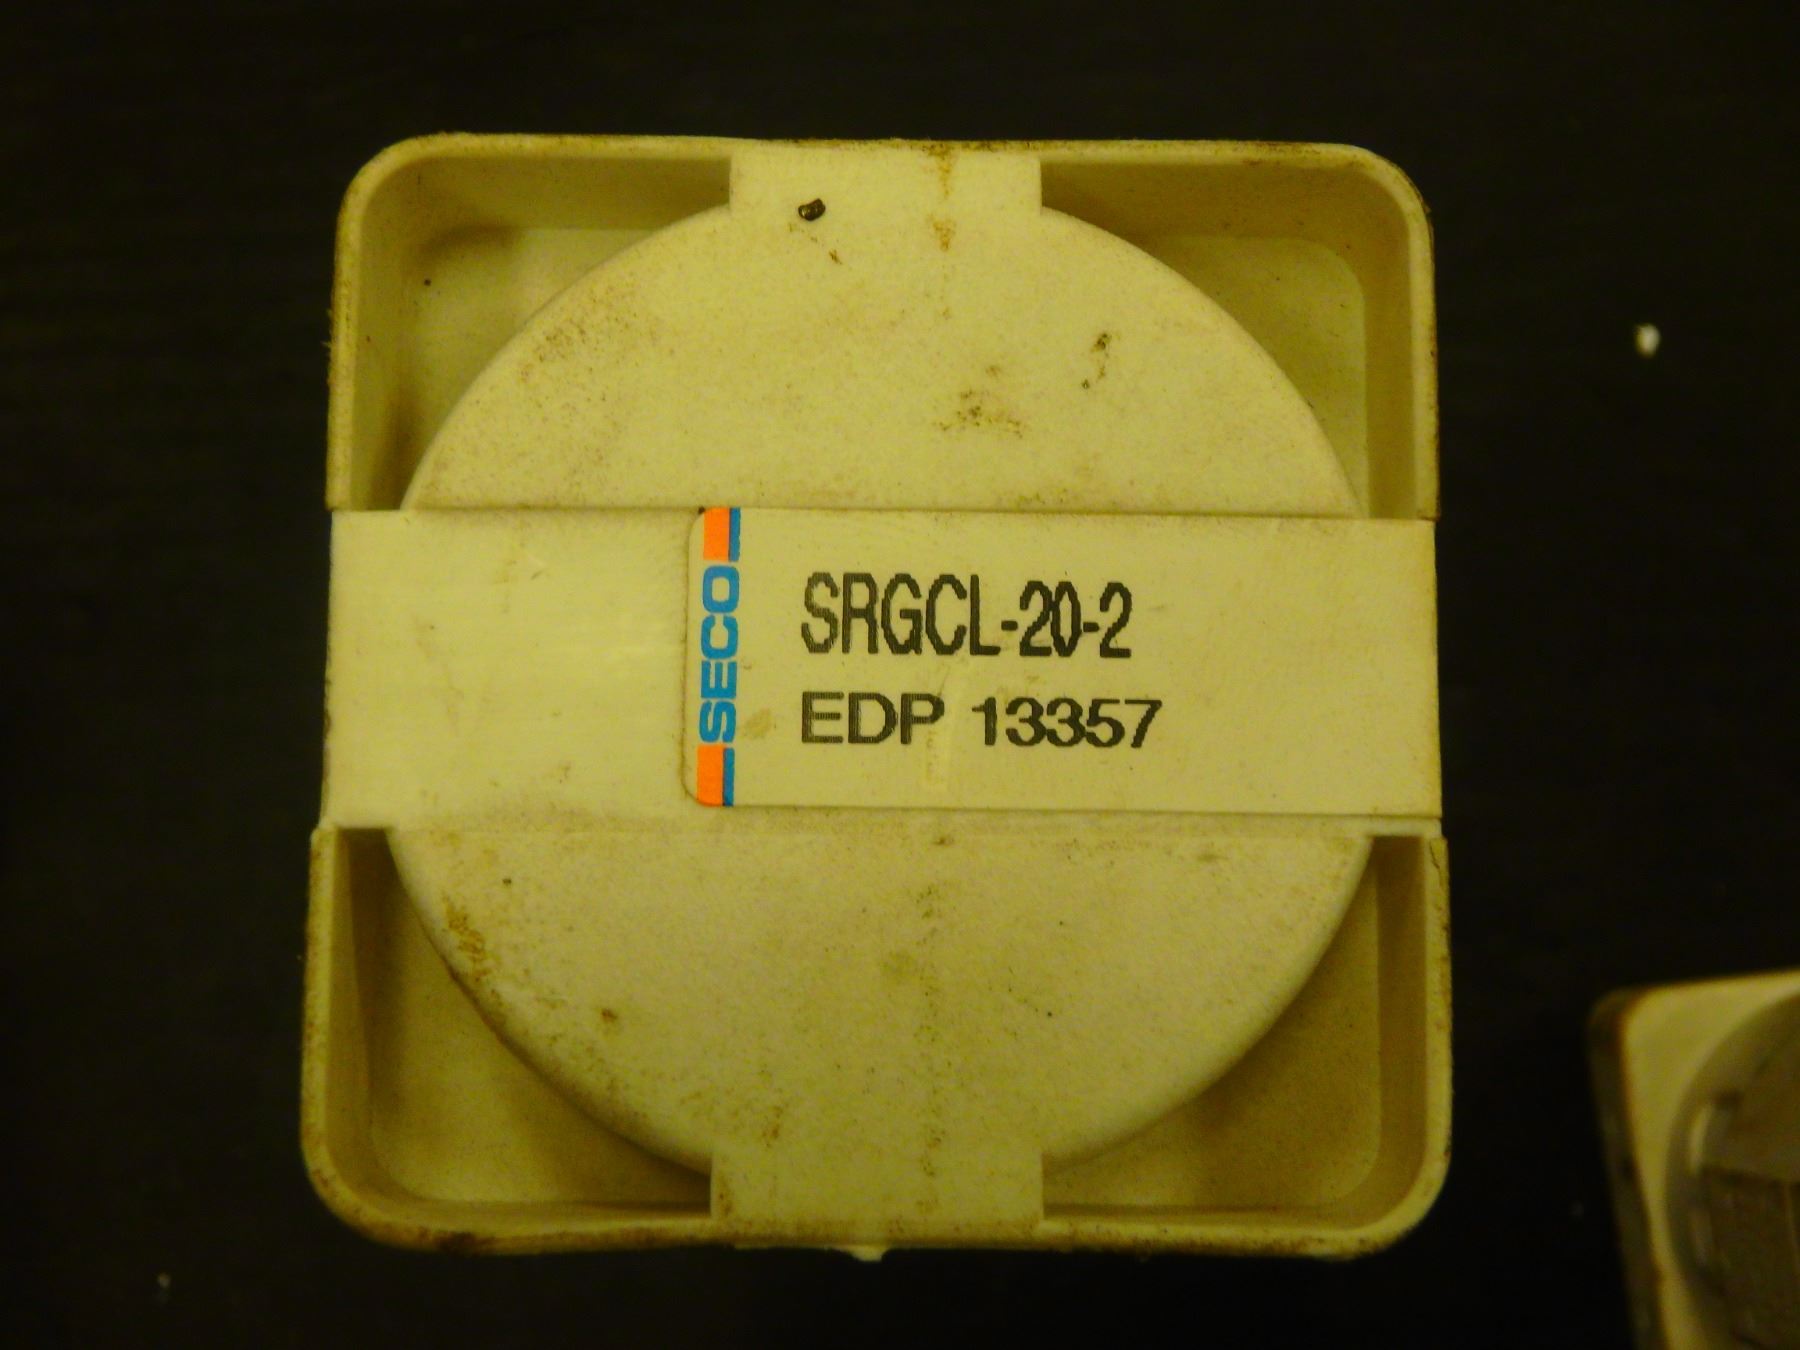 SECO
SRGCL-20-2
EDP 13357